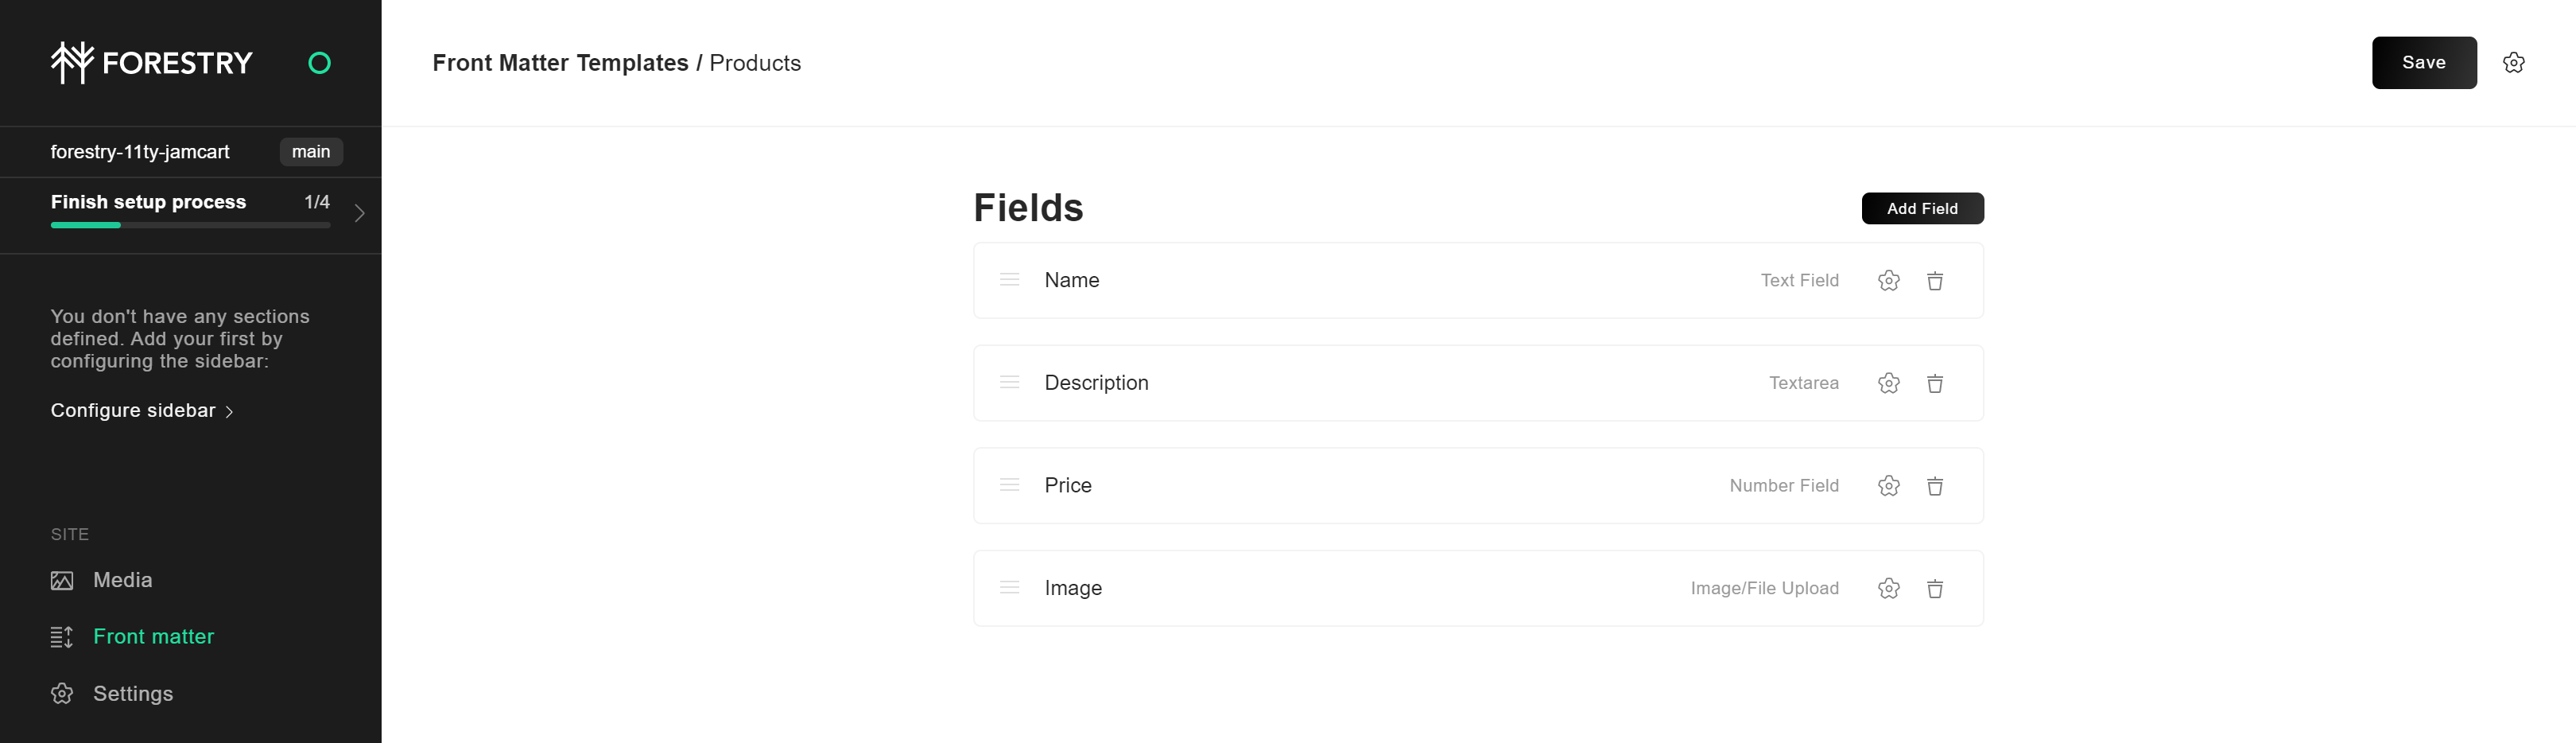 FORESTRY
forestry-11ty-jamcart main
Finish setup process 1/4
You don't have any sections
defined. Add your first by
configuring the sidebar:
Configure sidebar
SITE
Media
Front matter
Settings
Front Matter Templates / Products
Save
Fields
Add Field
Name Text Field
Description Textarea
Price Number Field
Image Image/File Upload